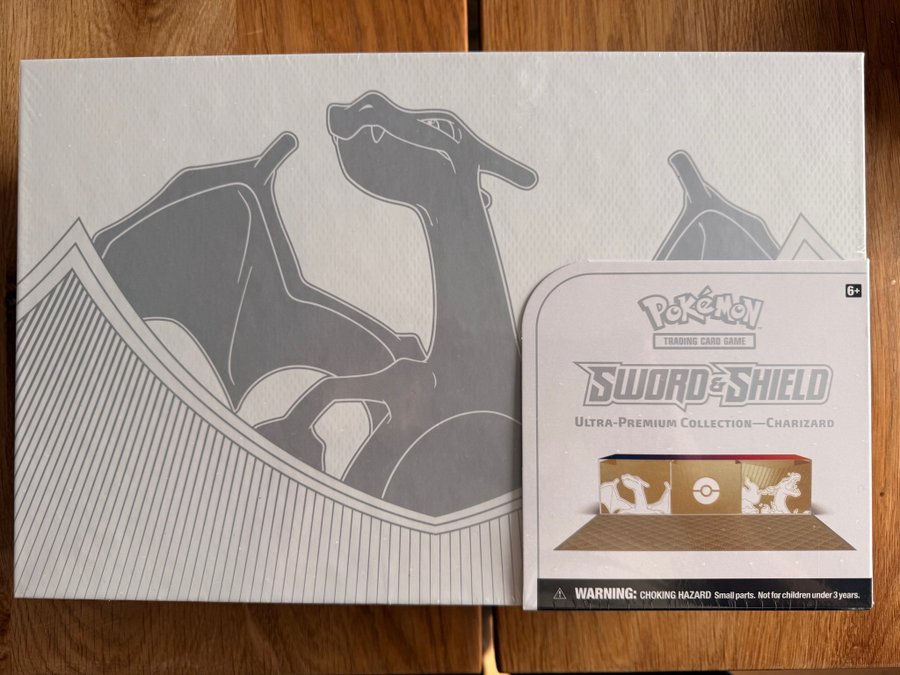 6+
POKéMON
TRADING CARD GAME
SWORD & SHIELD
ULTRA-PREMIUM COLLECTION—CHARIZARD
WARNING: CHOKING HAZARD Small parts. Not for children under 3 years.